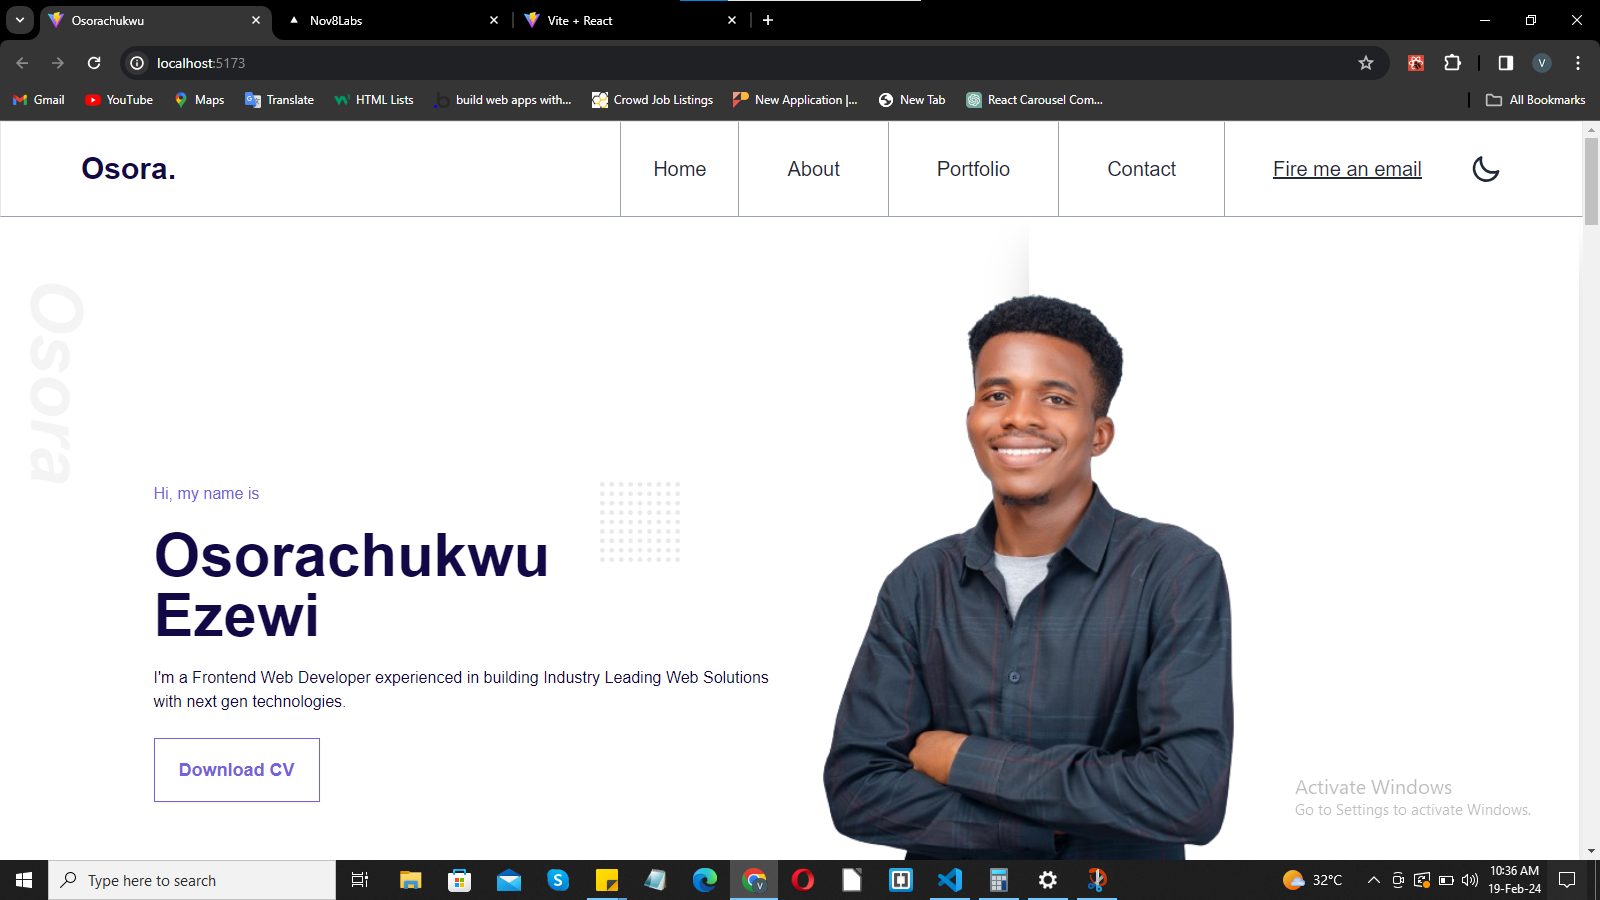 Osorachukwu
Nov8Labs
Vite + React
localhost:5173
V
Gmail
YouTube
Maps
Translate
HTML Lists
build web apps with...
Crowd Job Listings
New Application |...
New Tab
React Carousel Com...
All Bookmarks
Osora.
Home
About
Portfolio
Contact
Fire me an email
Osora
Hi, my name is
Osorachukwu
Ezewi
I'm a Frontend Web Developer experienced in building Industry Leading Web Solutions
with next gen technologies.
Download CV
Activate Windows
Go to Settings to activate Windows.
Type here to search
32°C
10:36 AM
19-Feb-24